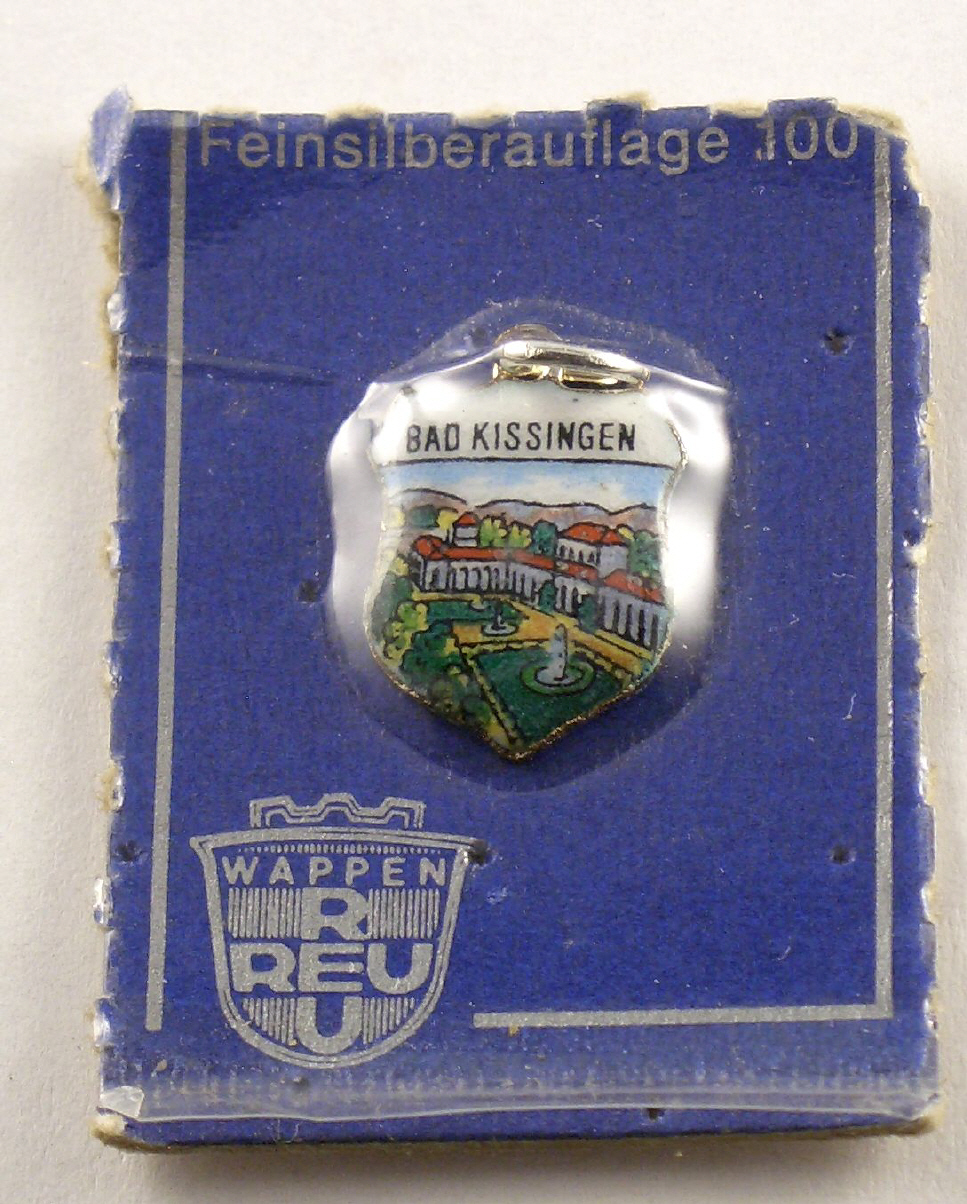 Feinsilberauflage 100
BAD KISSINGEN
WAPPEN
R
REU
U